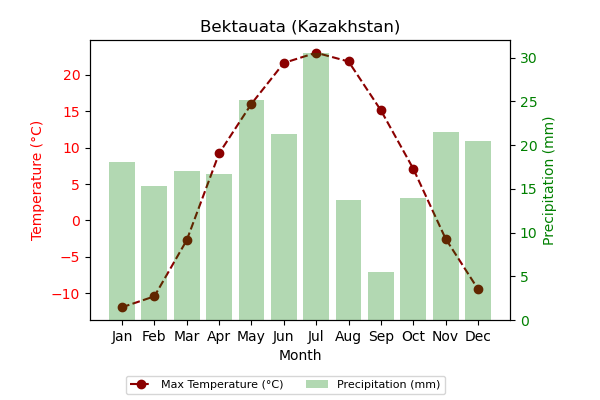 Bektauata (Kazakhstan)
Temperature (°C)
20
15
10
5
0
−5
−10
30
25
20
15
10
5
0
Precipitation (mm)
Jan Feb Mar Apr May Jun Jul Aug Sep Oct Nov Dec
Month
Max Temperature (°C) Precipitation (mm)